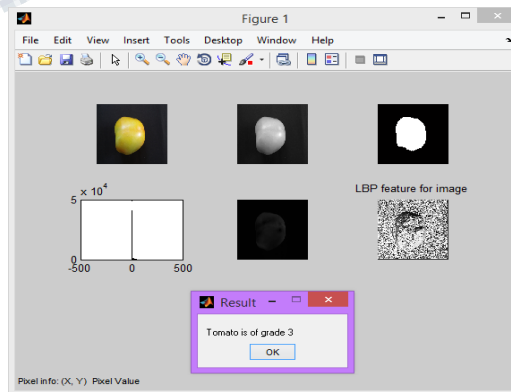 Figure 1
File Edit View Insert Tools Desktop Window Help
LBP feature for image
5 x 10^4
0
-500 0 500
Result
Tomato is of grade 3
OK
Pixel info: (X, Y) Pixel Value